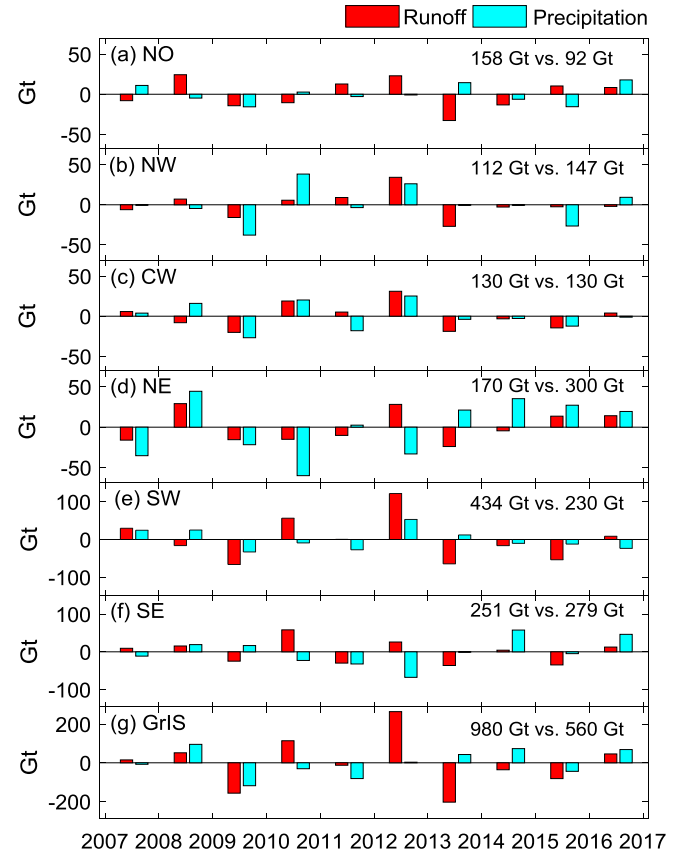 Runoff Precipitation
(a) NO 158 Gt vs. 92 Gt
50
0
-50
Gt
(b) NW 112 Gt vs. 147 Gt
50
0
-50
Gt
(c) CW 130 Gt vs. 130 Gt
50
0
-50
Gt
(d) NE 170 Gt vs. 300 Gt
50
0
-50
Gt
(e) SW 434 Gt vs. 230 Gt
100
0
-100
Gt
(f) SE 251 Gt vs. 279 Gt
100
0
-100
Gt
(g) GrIS 980 Gt vs. 560 Gt
200
0
-200
Gt
2007 2008 2009 2010 2011 2012 2013 2014 2015 2016 2017